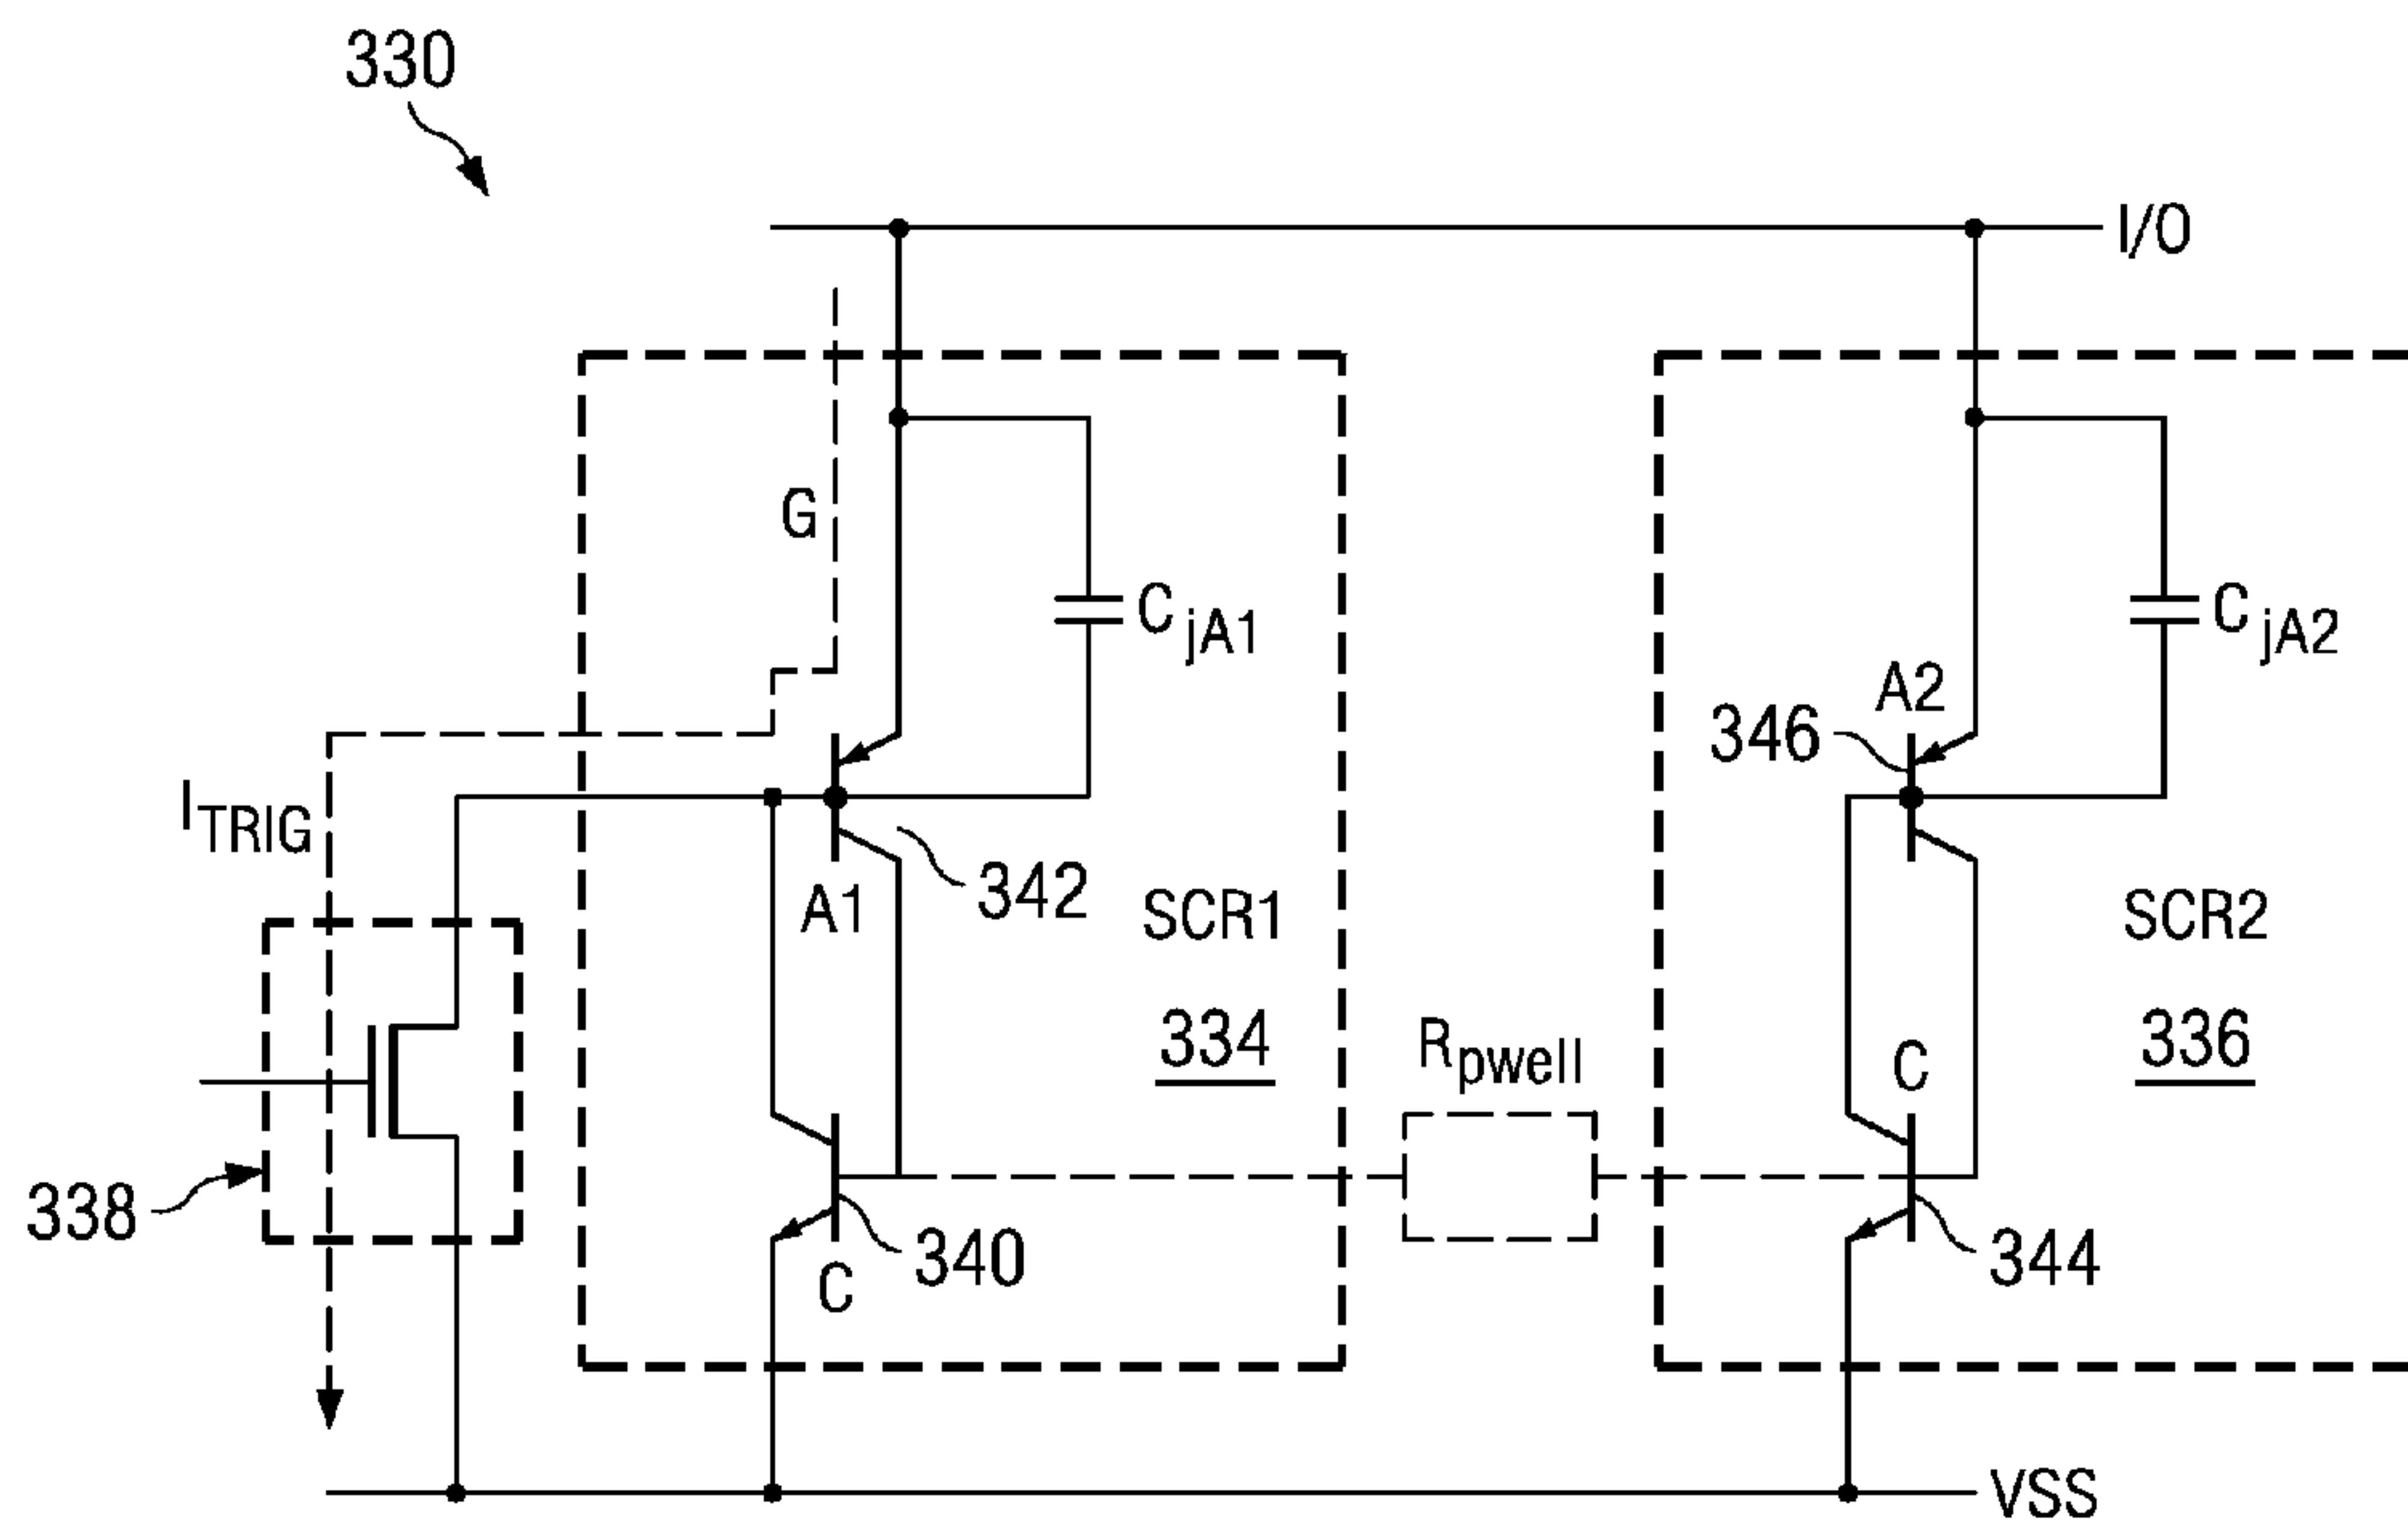 330
I/O
G
C jA1
C jA2
A2
346
I TRIG
342
A1
SCR1
SCR2
334
336
R pwell
C
338
340
344
C
VSS